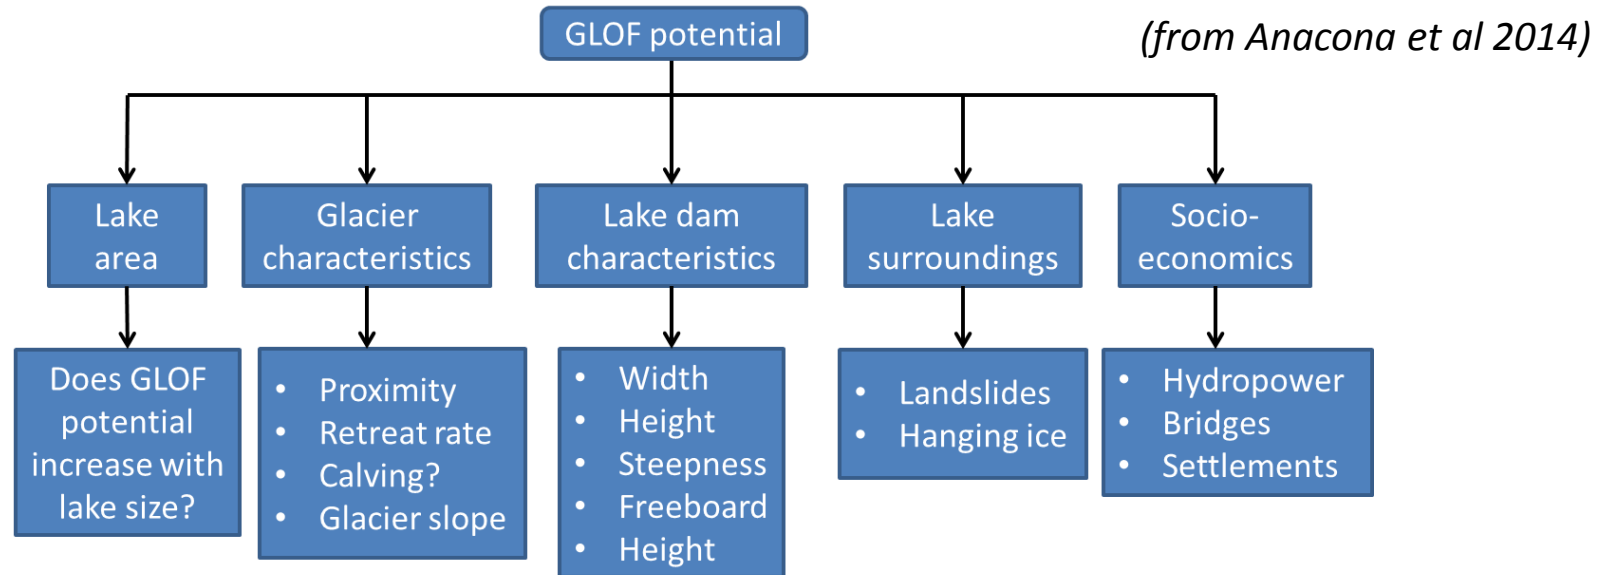 GLOF potential
(from Anacona et al 2014)
Lake
area
Glacier
characteristics
Lake dam
characteristics
Lake
surroundings
Socio-
economics
Does GLOF
potential
increase with
lake size?
• Proximity
• Retreat rate
• Calving?
• Glacier slope
• Width
• Height
• Steepness
• Freeboard
• Height
• Landslides
• Hanging ice
• Hydropower
• Bridges
• Settlements